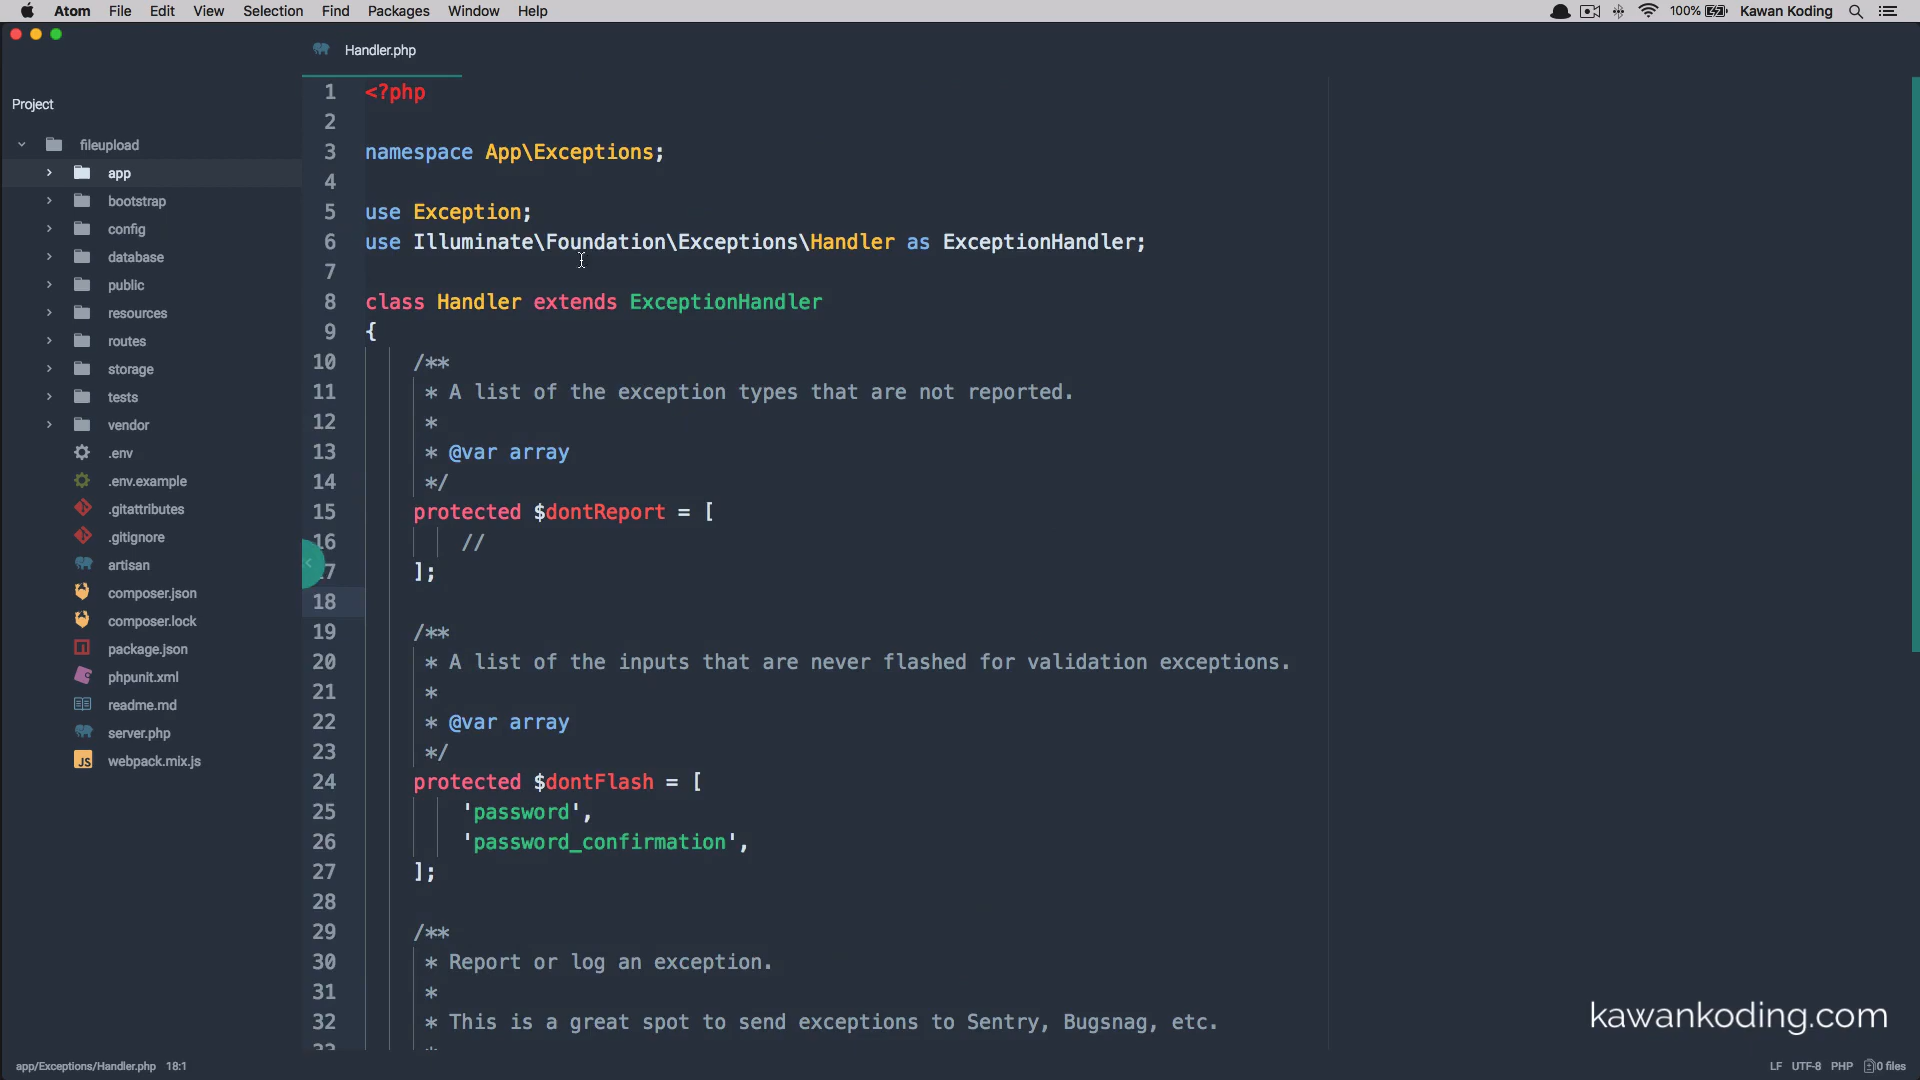 Atom File Edit View Selection Find Packages Window Help 100% Kawan Koding
Handler.php
Project
fileupload
app
bootstrap
config
database
public
resources
routes
storage
tests
vendor
.env
.env.example
.gitattributes
.gitignore
artisan
composer.json
composer.lock
package.json
phpunit.xml
readme.md
server.php
JS webpack.mix.js
1 <?php
2
3 namespace App\Exceptions;
4
5 use Exception;
6 use Illuminate\Foundation\Exceptions\Handler as ExceptionHandler;
7
8 class Handler extends ExceptionHandler
9 {
10 /**
11 * A list of the exception types that are not reported.
12 *
13 * @var array
14 */
15 protected $dontReport = [
16 //
17 ];
18
19 /**
20 * A list of the inputs that are never flashed for validation exceptions.
21 *
22 * @var array
23 */
24 protected $dontFlash = [
25 'password',
26 'password_confirmation',
27 ];
28
29 /**
30 * Report or log an exception.
31 *
32 * This is a great spot to send exceptions to Sentry, Bugsnag, etc.
33 *
kawankoding.com
app/Exceptions/Handler.php 18:1 LF UTF-8 PHP 0 files